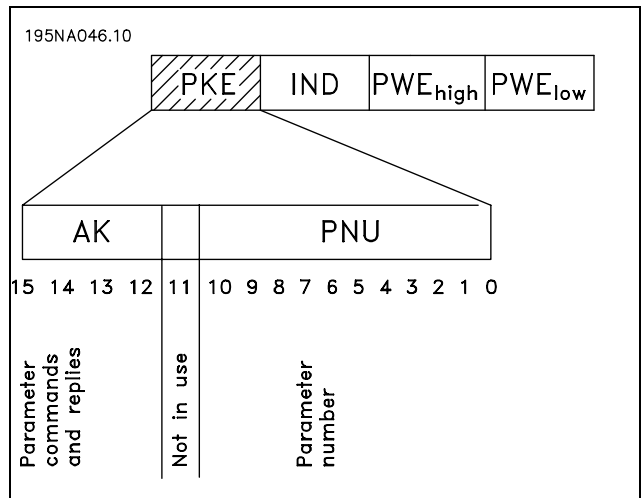 195NA046.10
PKE IND PWEhigh PWElow
AK PNU
15 14 13 12 11 10 9 8 7 6 5 4 3 2 1 0
Parameter
commands
and replies
Not in use
Parameter
number